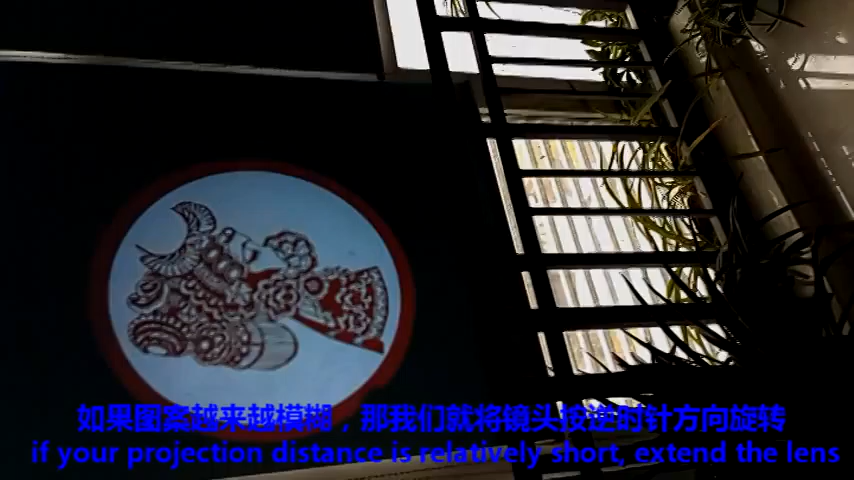 如果图案越来越模糊，那我们就将镜头按逆时针方向旋转
if your projection distance is relatively short, extend the lens